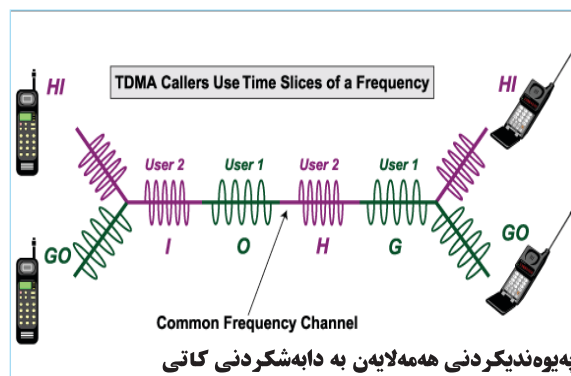 HI
HI
TDMA Callers Use Time Slices of a Frequency
User 2
User 1
User 2
User 1
GO
I
O
H
G
GO
Common Frequency Channel
پەیوەندیکردنی هەمەلایەن بە دابەشکردنی کاتی